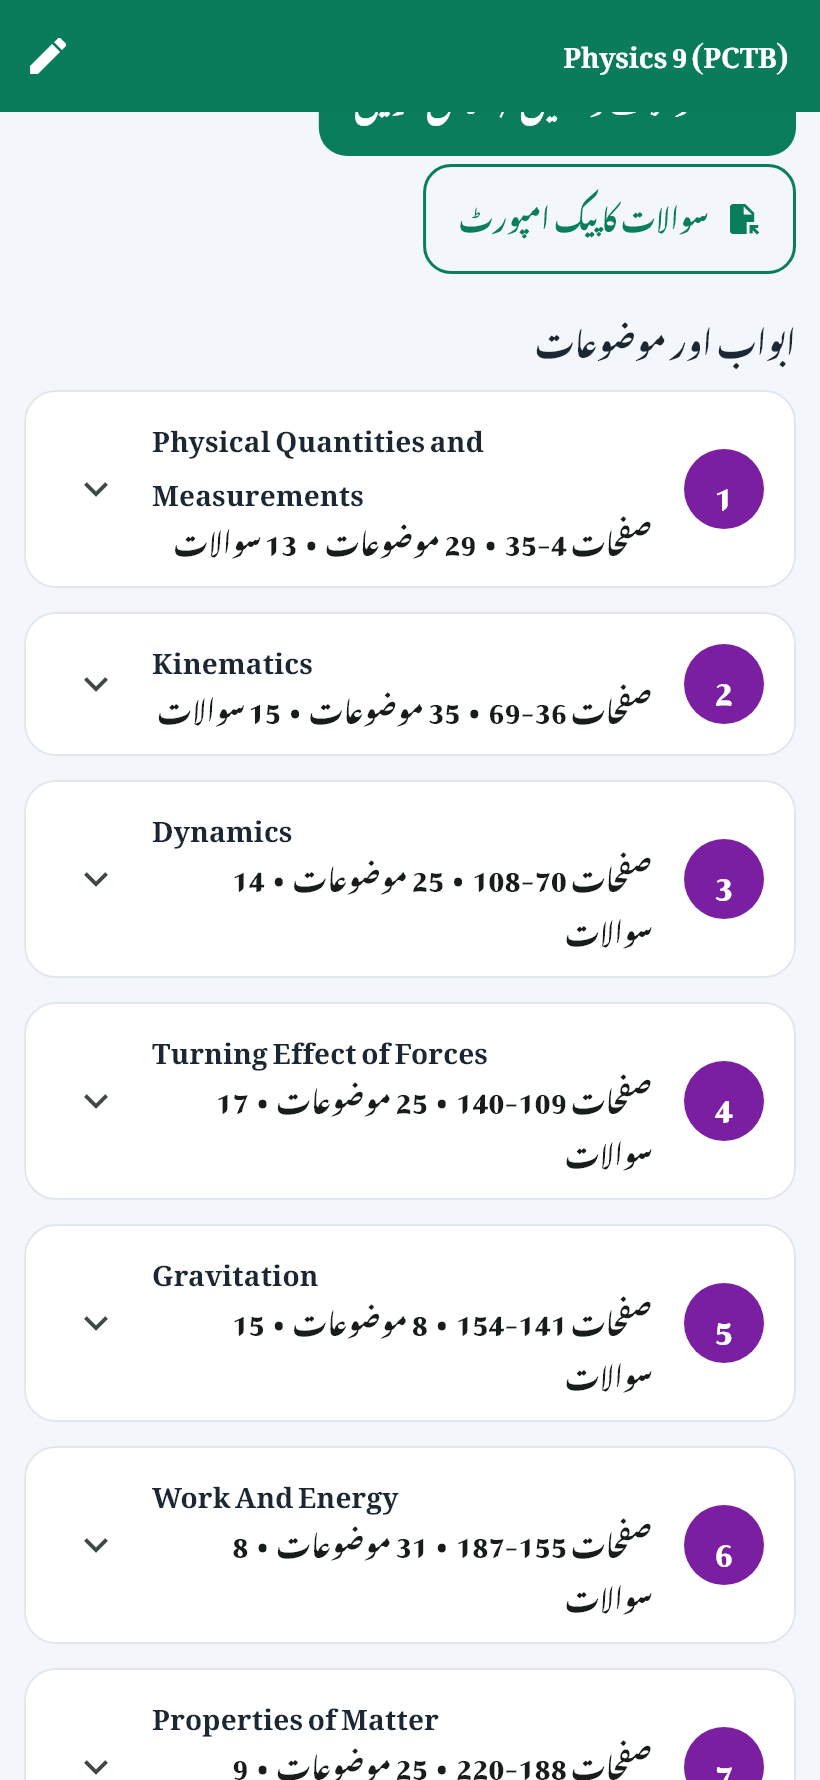 Physics 9 (PCTB)
سوالات کا پیک امپورٹ
ابواب اور موضوعات
1
Physical Quantities and
Measurements
صفحات 4-35 • 29 موضوعات • 13 سوالات
2
Kinematics
صفحات 36-69 • 35 موضوعات • 15 سوالات
3
Dynamics
صفحات 70-108 • 25 موضوعات • 14
سوالات
4
Turning Effect of Forces
صفحات 109-140 • 25 موضوعات • 17
سوالات
5
Gravitation
صفحات 141-154 • 8 موضوعات • 15
سوالات
6
Work And Energy
صفحات 155-187 • 31 موضوعات • 8
سوالات
7
Properties of Matter
صفحات 188-220 • 25 موضوعات • 9